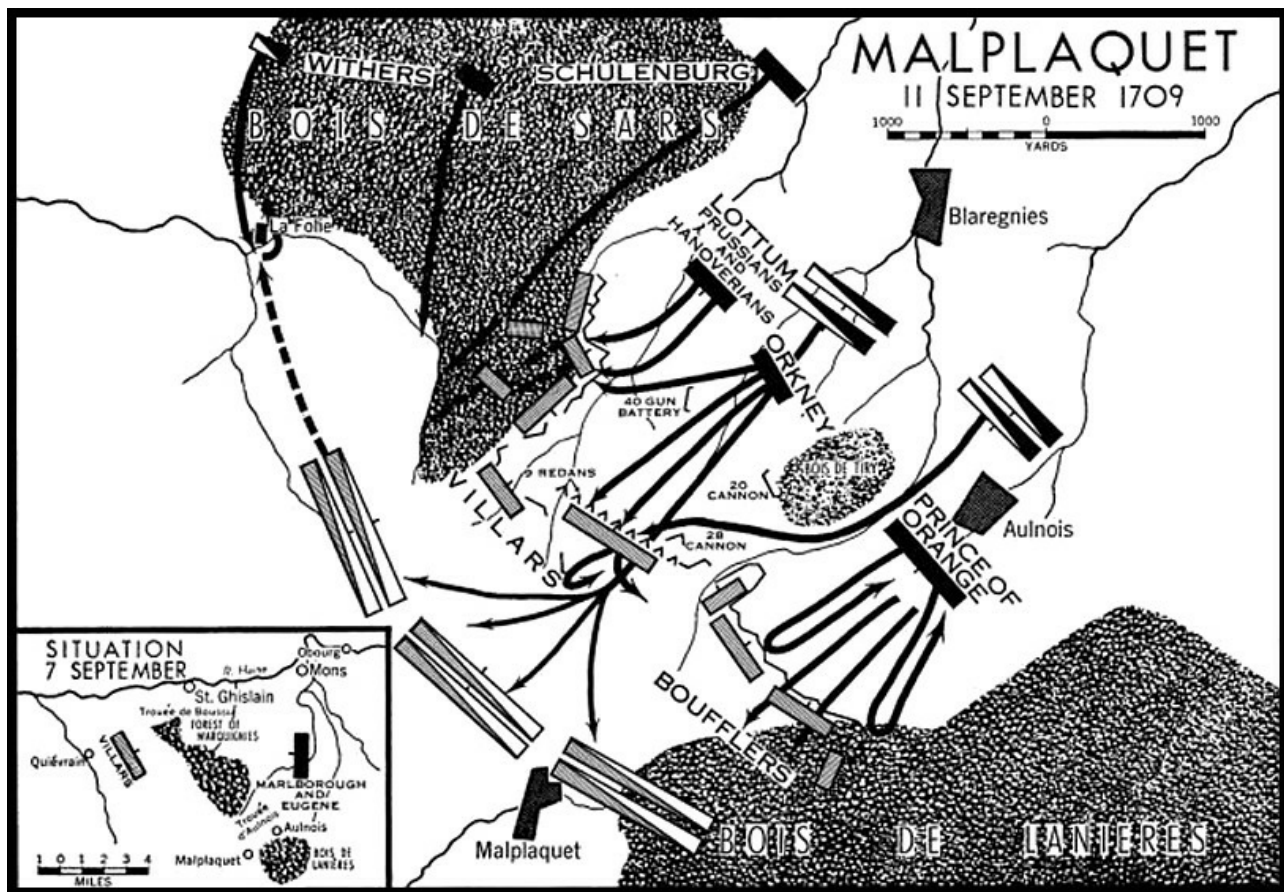 MALPLAQUET
11 SEPTEMBER 1709
1000 0 1000
YARDS
WITHERS
SCHULENBURG
BOIS DE SARS
La Folie
Blaregnies
LOTTUM
PRUSSIANS
AND
HANOVERIANS
ORKNEY
40 GUN
BATTERY
BOIS DE TIRY
20
CANNON
9 REDANS
28
CANNON
VILLARS
PRINCE OF
ORANGE
Aulnois
BOUFFLERS
Malplaquet
BOIS DE LANIERES
SITUATION
7 SEPTEMBER
Obourg
Mons
R. Haine
St. Ghislain
Trouée de Boussu
FOREST OF
WARQUIGNIES
Quiévrain
VILLARS
MARLBOROUGH
AND/
EUGENE
Trouée
d'Aulnois
Aulnois
Malplaquet
BOIS DE
LANIÈRES
1 0 1 2 3 4
MILES